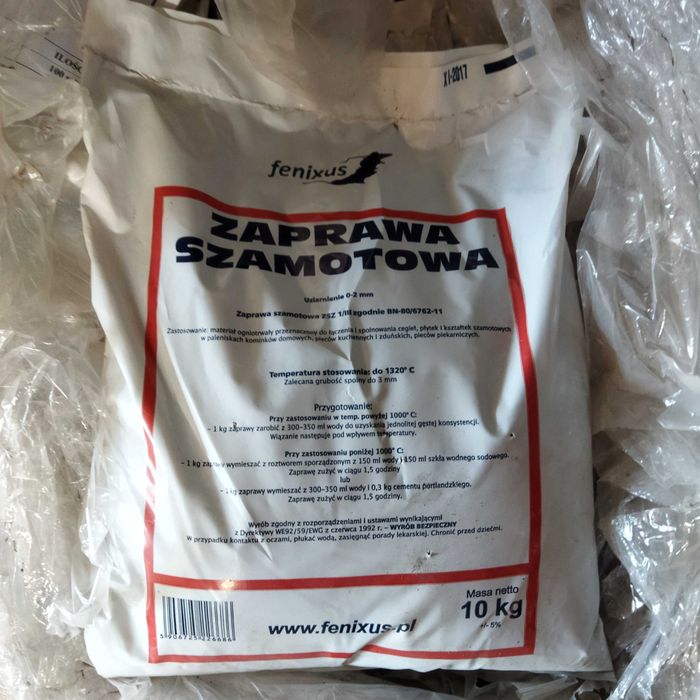 ILOŚĆ
100
XI-2017
fenixus
ZAPRAWA
SZAMOTOWA
Uziarnienie 0-2 mm
Zaprawa szamotowa ZSZ 1/III zgodnie BN-80/6762-11
Zastosowanie: materiał ogniotrwały przeznaczony do łączenia i spoinowania cegieł, płytek i kształtek szamotowych
w paleniskach kominków domowych, pieców kuchennych i zduńskich, pieców piekarniczych.
Temperatura stosowania: do 1320° C
Zalecana grubość spoiny do 3 mm
Przygotowanie:
Przy zastosowaniu w temp. powyżej 1000° C:
– 1 kg zaprawy zarobić z 300-350 ml wody do uzyskania jednolitej gęstej konsystencji.
Wiązanie następuje pod wpływem temperatury.
Przy zastosowaniu poniżej 1000° C:
– 1 kg zaprawy wymieszać z roztworem sporządzonym z 150 ml wody i 150 ml szkła wodnego sodowego.
Zaprawę zużyć w ciągu 1,5 godziny
lub
– 1 kg zaprawy wymieszać z 300-350 ml wody i 0,3 kg cementu portlandzkiego.
Zaprawę zużyć w ciągu 1,5 godziny.
Wyrób zgodny z rozporządzeniami i ustawami wynikającymi
z Dyrektywy WE92/59/EWG z czerwca 1992 r. – WYRÓB BEZPIECZNY
W przypadku kontaktu z oczami, płukać wodą, zasięgnąć porady lekarskiej. Chronić przed dziećmi.
5 906725 226686
www.fenixus.pl
Masa netto
10 kg
+/- 5%